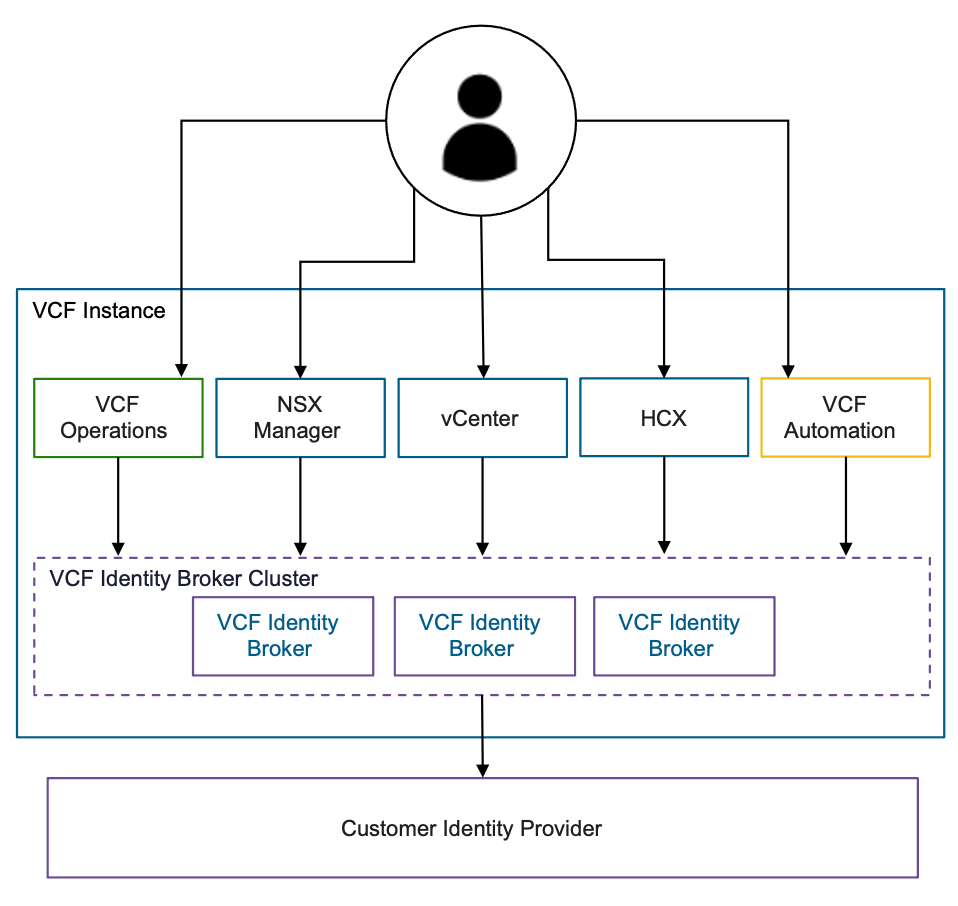 VCF Instance
VCF
Operations
NSX
Manager
vCenter
HCX
VCF
Automation
VCF Identity Broker Cluster
VCF Identity
Broker
VCF Identity
Broker
VCF Identity
Broker
Customer Identity Provider